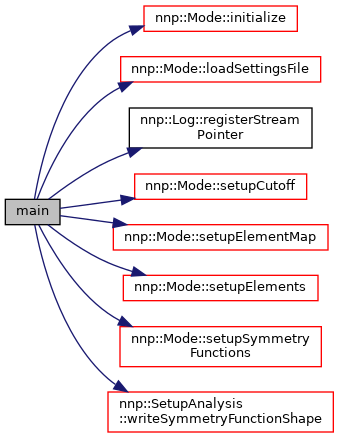 nnp::Mode::initialize
nnp::Mode::loadSettingsFile
nnp::Log::registerStream
Pointer
main
nnp::Mode::setupCutoff
nnp::Mode::setupElementMap
nnp::Mode::setupElements
nnp::Mode::setupSymmetry
Functions
nnp::SetupAnalysis
::writeSymmetryFunctionShape